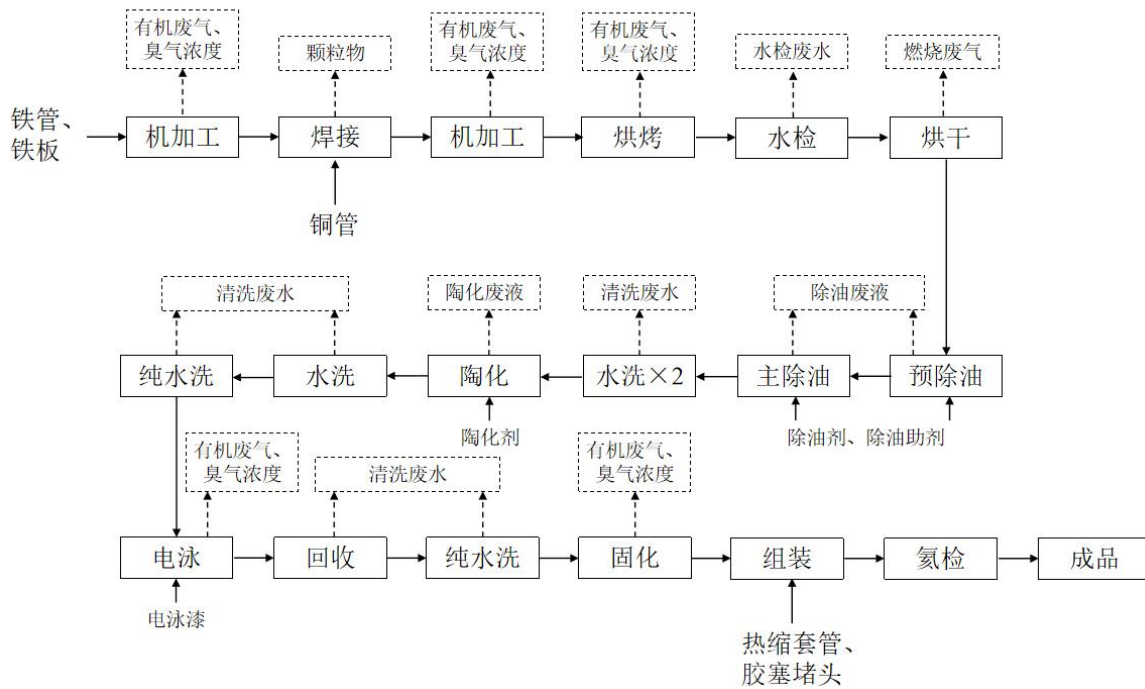 有机废气、
臭气浓度
颗粒物
有机废气、
臭气浓度
有机废气、
臭气浓度
水检废水
燃烧废气
铁管、
铁板
机加工
焊接
机加工
烘烤
水检
烘干
铜管
清洗废水
陶化废液
清洗废水
除油废液
纯水洗
水洗
陶化
水洗×2
主除油
预除油
陶化剂
除油剂、除油助剂
有机废气、
臭气浓度
清洗废水
有机废气、
臭气浓度
电泳
回收
纯水洗
固化
组装
氦检
成品
电泳漆
热缩套管、
胶塞堵头